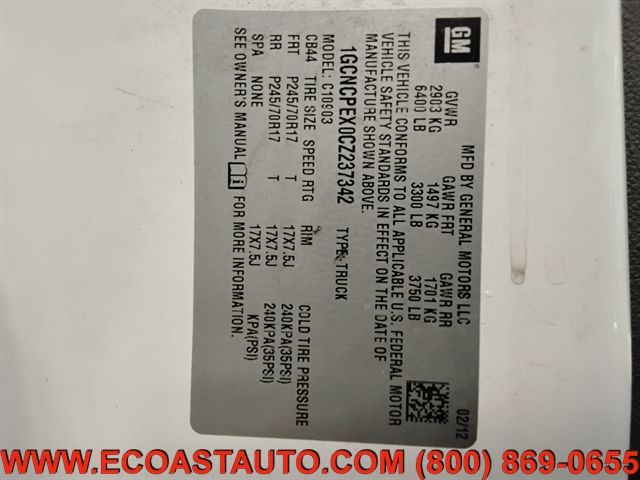 GM
MFD BY GENERAL MOTORS LLC
02/12
GVWR GAWR FRT GAWR RR
2903 KG 1497 KG 1701 KG
6400 LB 3300 LB 3750 LB
THIS VEHICLE CONFORMS TO ALL APPLICABLE U.S. FEDERAL MOTOR
VEHICLE SAFETY STANDARDS IN EFFECT ON THE DATE OF
MANUFACTURE SHOWN ABOVE.
1GCNCPEX0CZ237342 TYPE: TRUCK
MODEL: C10903
CB44 TIRE SIZE SPEED RTG RIM COLD TIRE PRESSURE
FRT P245/70R17 T 17X7.5J 240KPA(35PSI)
RR P245/70R17 T 17X7.5J 240KPA(35PSI)
SPA NONE 17X7.5J KPA(PSI)
SEE OWNER'S MANUAL FOR MORE INFORMATION.
WWW.ECOASTAUTO.COM (800) 869-0655